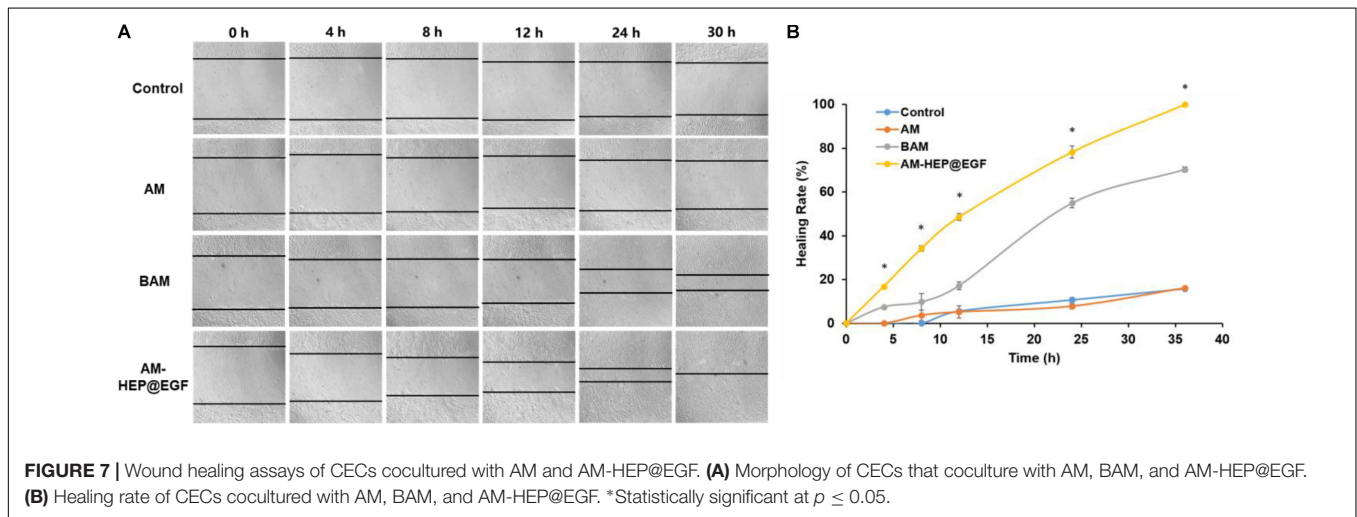 A
0 h 4 h 8 h 12 h 24 h 30 h
Control
AM
BAM
AM-
HEP@EGF
B
Healing Rate (%)
100
80
60
40
20
0
Control
AM
BAM
AM-HEP@EGF
* * * * *
0 5 10 15 20 25 30 35 40
Time (h)
FIGURE 7 | Wound healing assays of CECs cocultured with AM and AM-HEP@EGF. (A) Morphology of CECs that coculture with AM, BAM, and AM-HEP@EGF.
(B) Healing rate of CECs cocultured with AM, BAM, and AM-HEP@EGF. *Statistically significant at p ≤ 0.05.